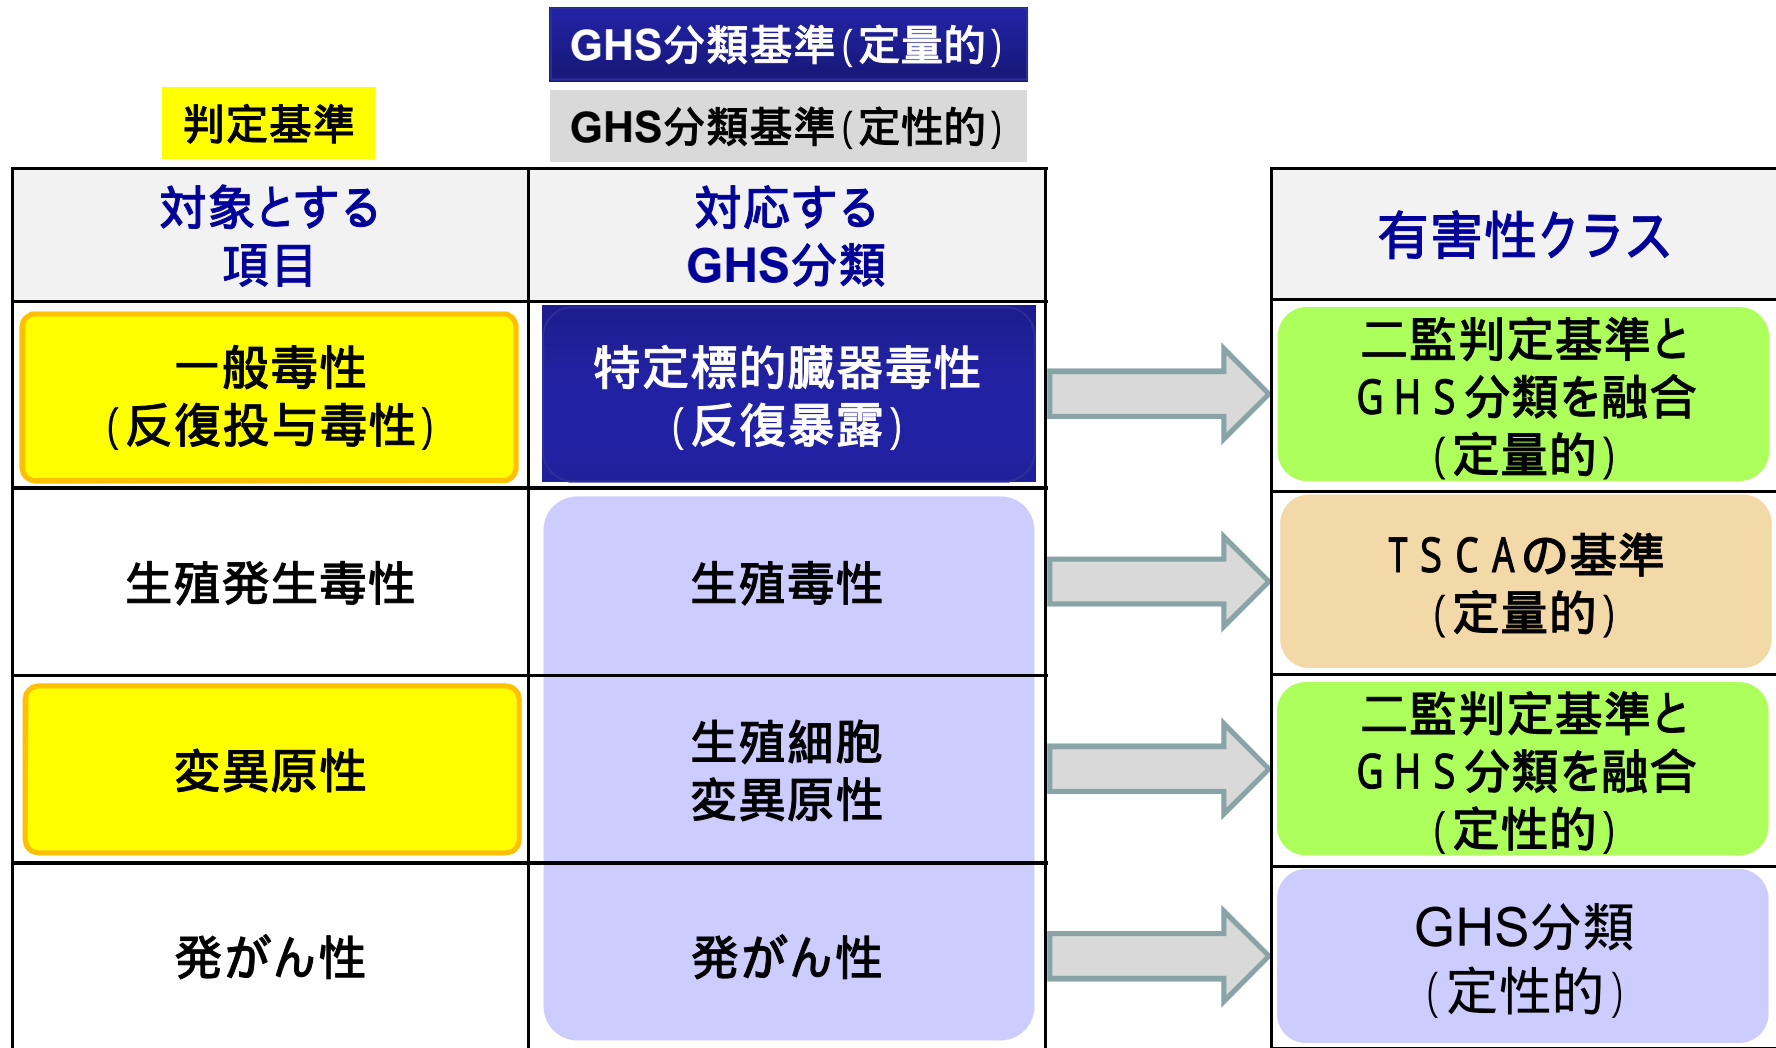 GHS分類基準(定量的)
判定基準
GHS分類基準(定性的)
対象とする
項目
対応する
GHS分類
有害性クラス
一般毒性
(反復投与毒性)
特定標的臓器毒性
(反復暴露)
二監判定基準と
GHS分類を融合
(定量的)
生殖発生毒性
生殖毒性
TSCAの基準
(定量的)
変異原性
生殖細胞
変異原性
二監判定基準と
GHS分類を融合
(定性的)
発がん性
発がん性
GHS分類
(定性的)